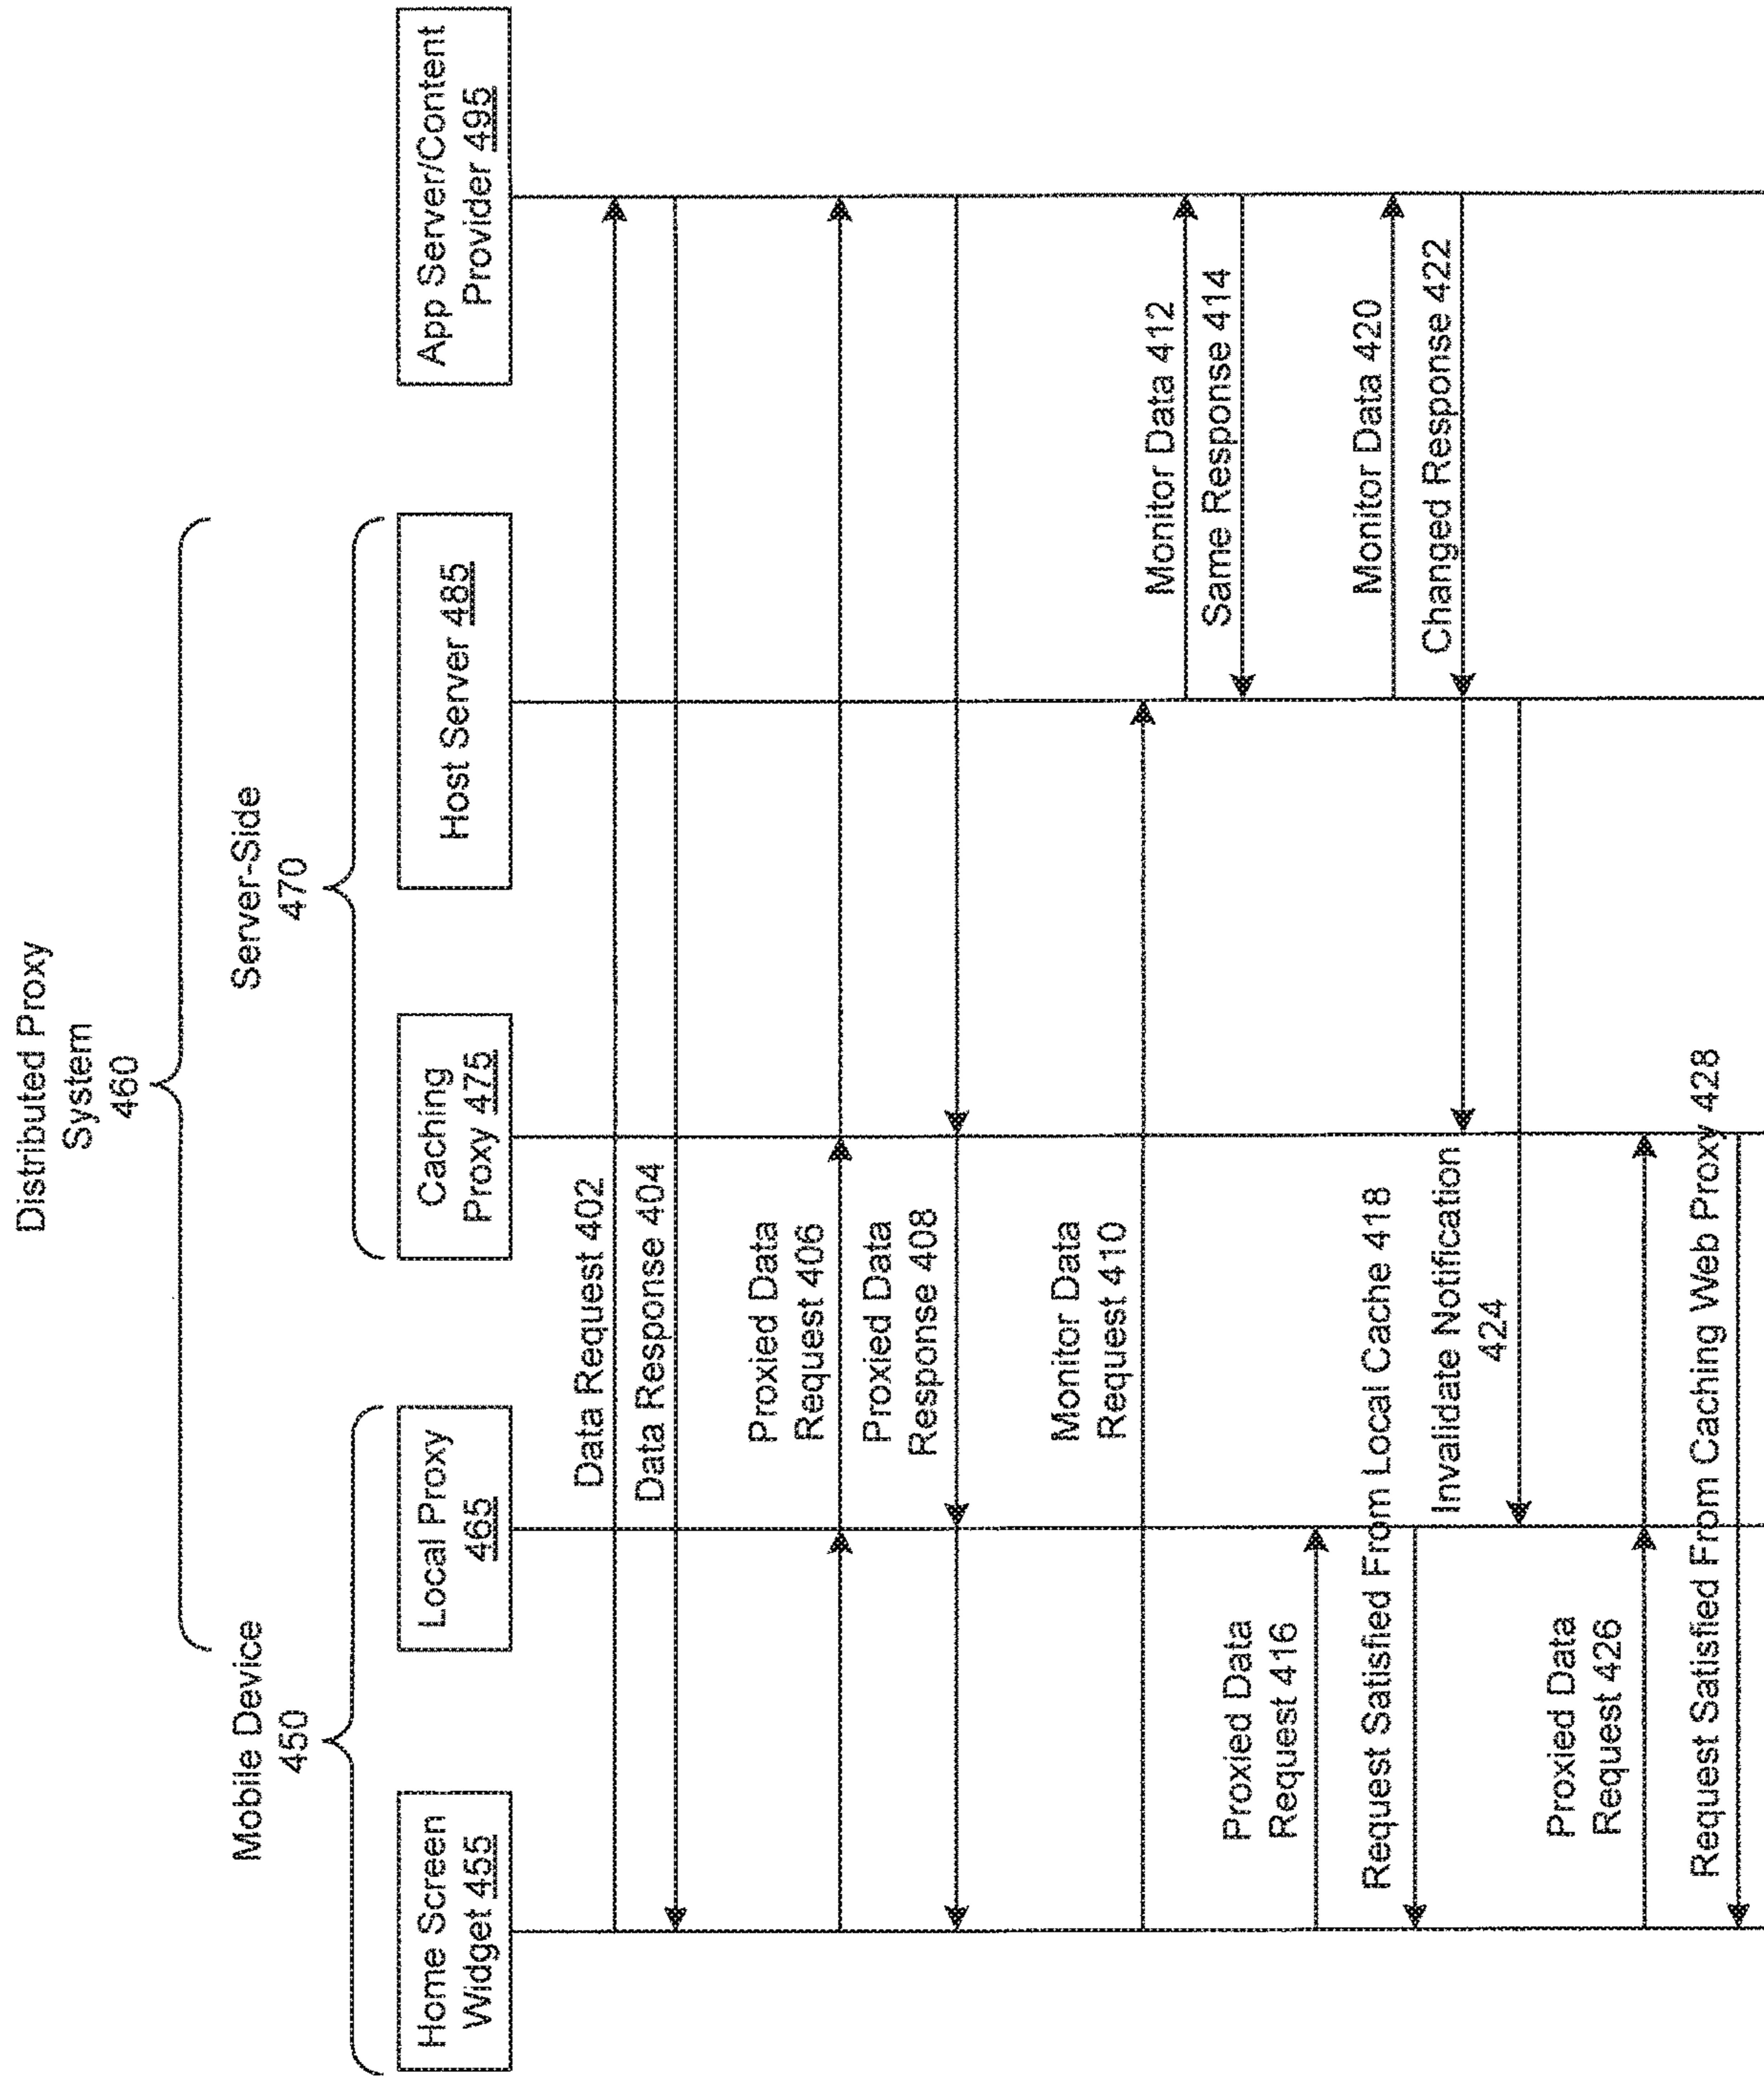 Distributed Proxy
System
460
Mobile Device
450
Server-Side
470
Home Screen
Widget 455
Local Proxy
465
Caching
Proxy 475
Host Server 485
App Server/Content
Provider 495
Data Request 402
Data Response 404
Proxied Data
Request 406
Proxied Data
Response 408
Monitor Data
Request 410
Monitor Data 412
Same Response 414
Proxied Data
Request 416
Request Satisfied From Local Cache 418
Monitor Data 420
Changed Response 422
Invalidate Notification
424
Proxied Data
Request 426
Request Satisfied From Caching Web Proxy 428